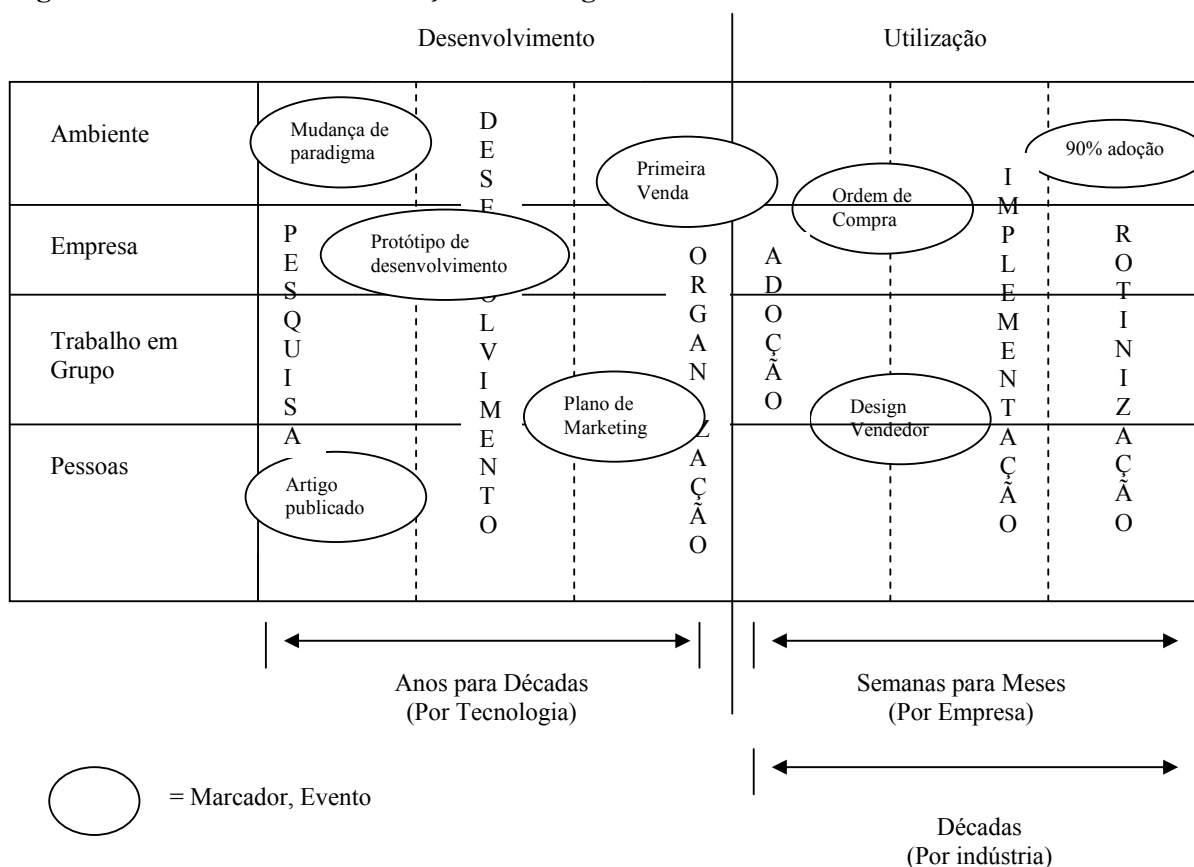 Desenvolvimento
Utilização
Ambiente
Empresa
Trabalho em
Grupo
Pessoas
Mudança de
paradigma
Protótipo de
desenvolvimento
Primeira
Venda
Ordem de
Compra
90% adoção
Plano de
Marketing
Design
Vendedor
Artigo
publicado
PESQUISA
DESENVOLVIMENTO
ORGANIZAÇÃO
ADOÇÃO
IMPLEMENTAÇÃO
ROTINIZAÇÃO
Anos para Décadas
(Por Tecnologia)
Semanas para Meses
(Por Empresa)
= Marcador, Evento
Décadas
(Por indústria)